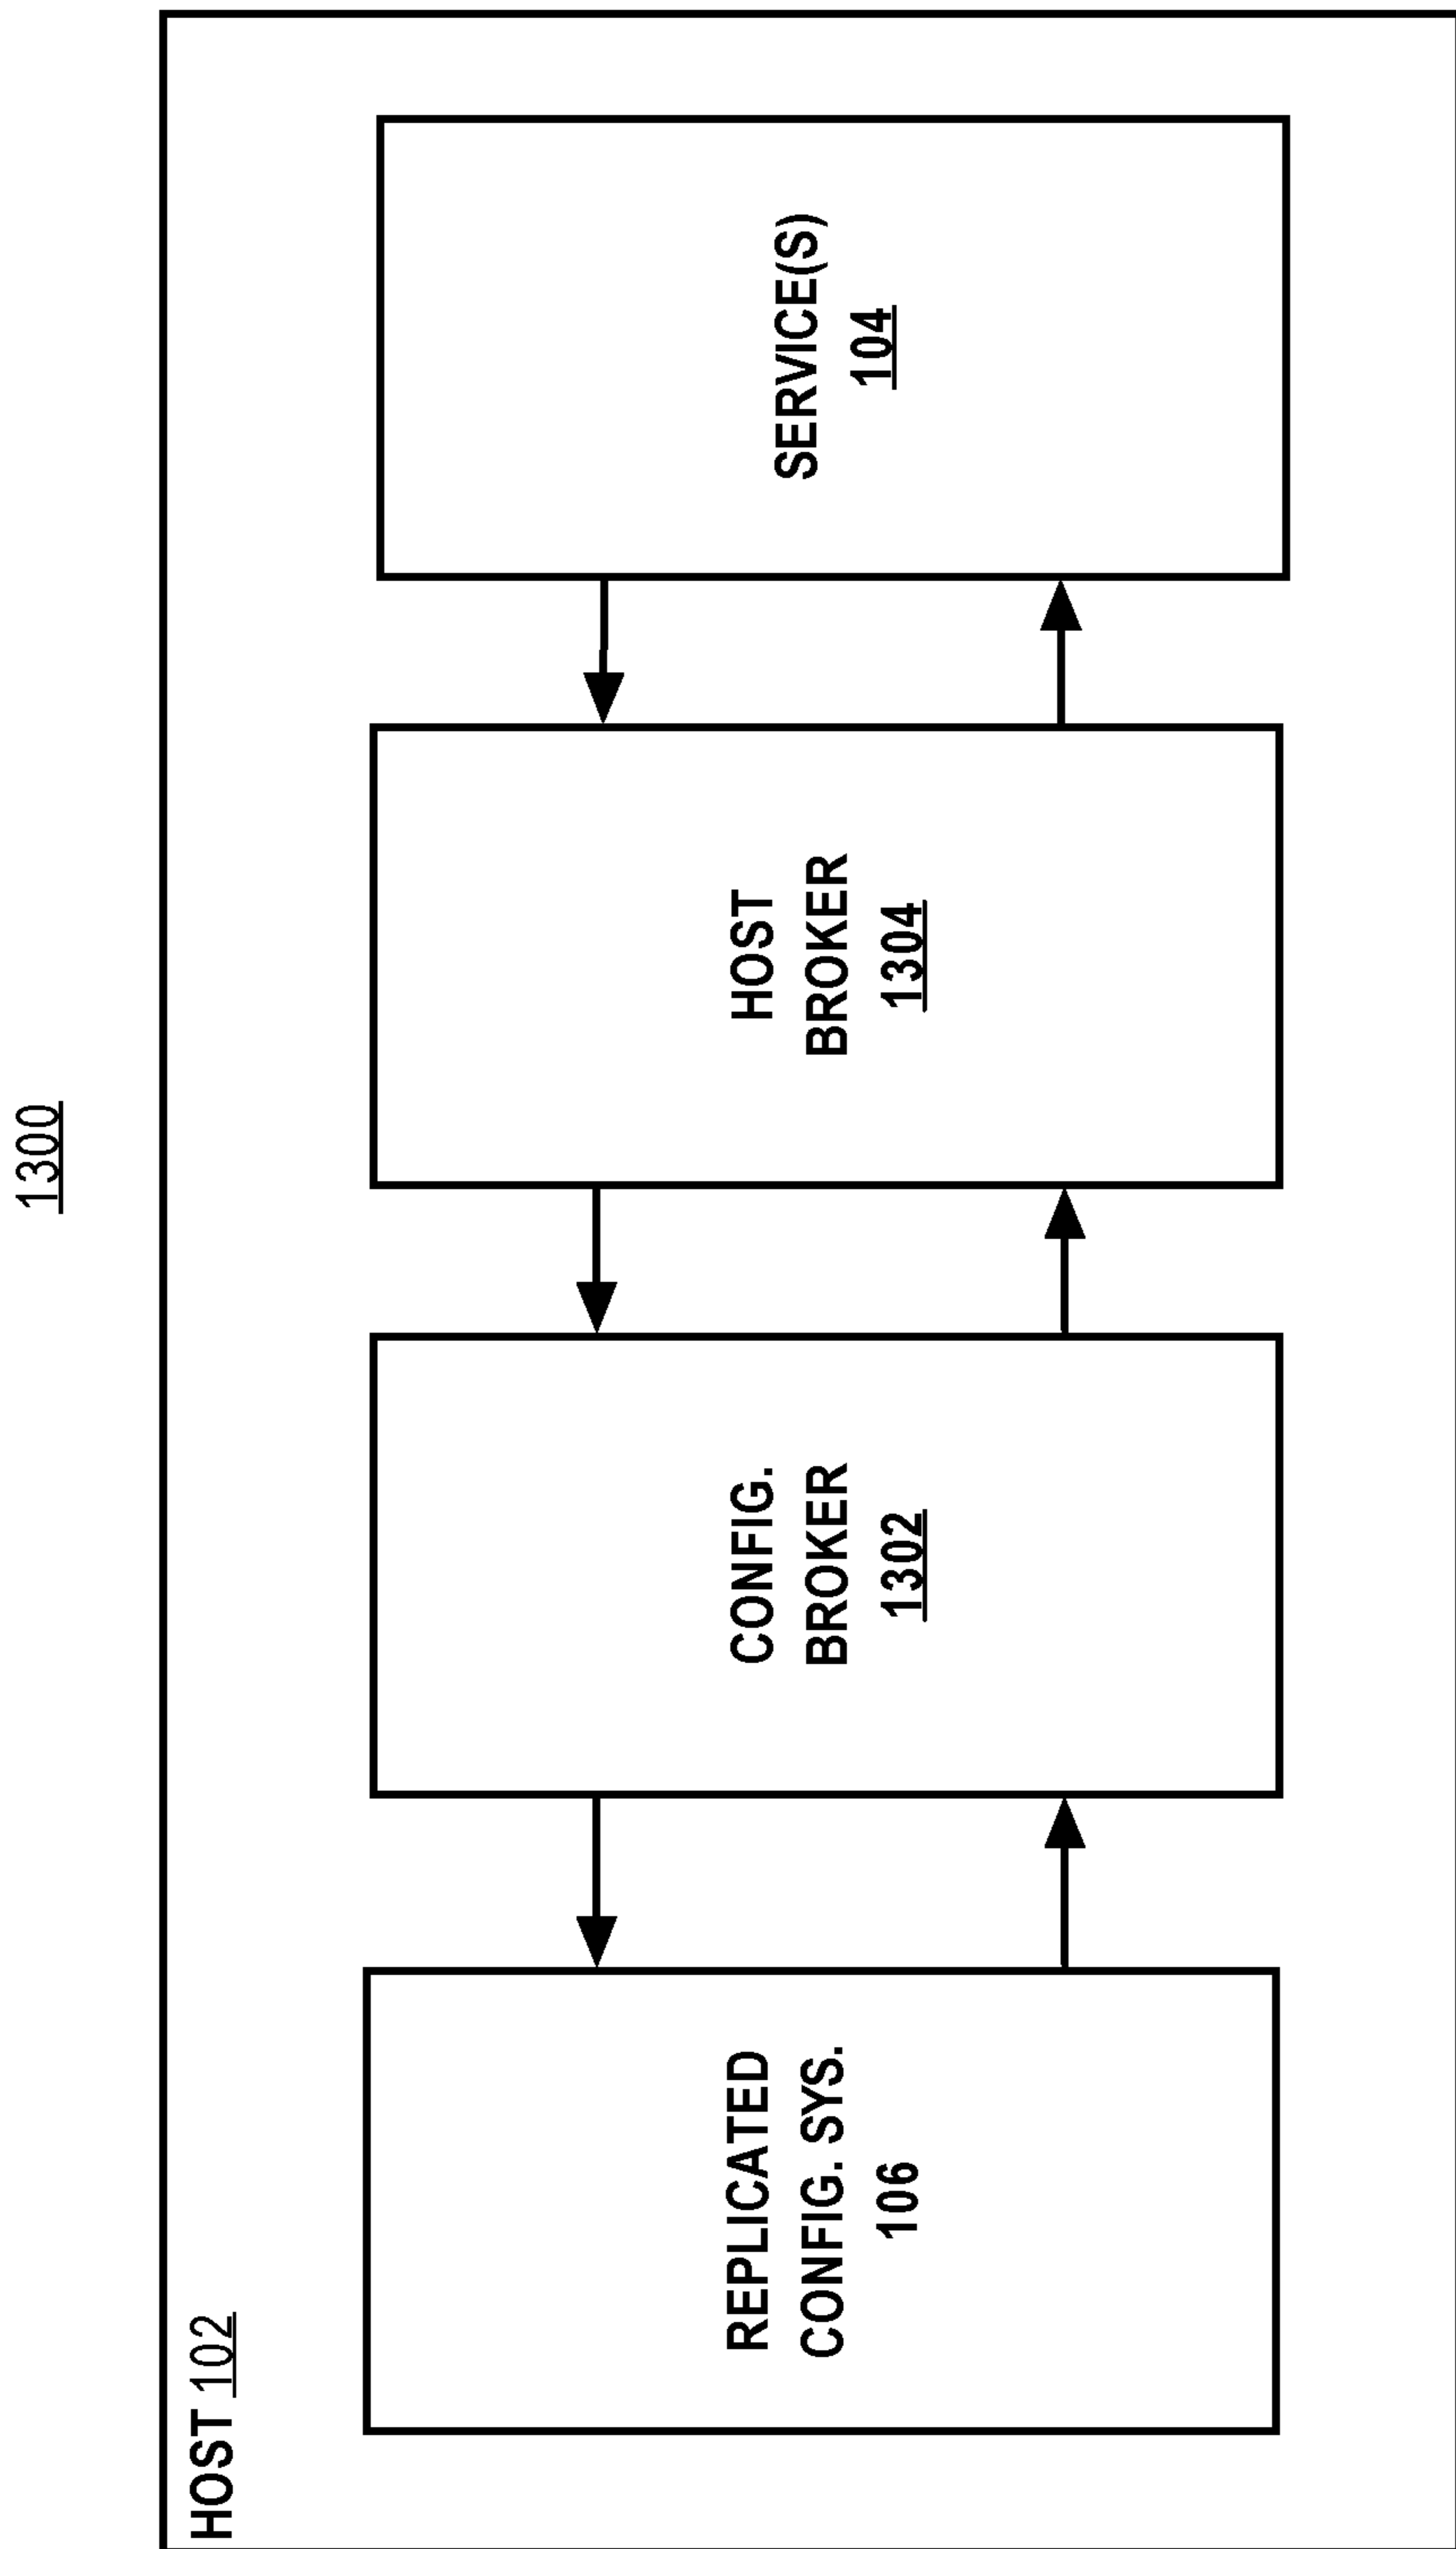 1300
HOST 102
REPLICATED
CONFIG. SYS.
106
CONFIG.
BROKER
1302
HOST
BROKER
1304
SERVICE(S)
104